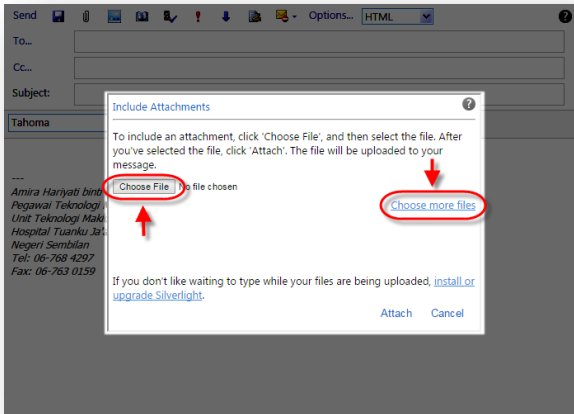 Send Options... HTML
To...
Cc...
Subject:
Tahoma
Include Attachments
To include an attachment, click 'Choose File', and then select the file. After
you've selected the file, click 'Attach'. The file will be uploaded to your
message.
Choose File No file chosen
Choose more files
If you don't like waiting to type while your files are being uploaded, install or
upgrade Silverlight.
Attach Cancel
---
Amira Hariyati binti
Pegawai Teknologi
Unit Teknologi
Hospital Tuanku Ja'
Negeri Sembilan
Tel: 06-768 4297
Fax: 06-763 0159